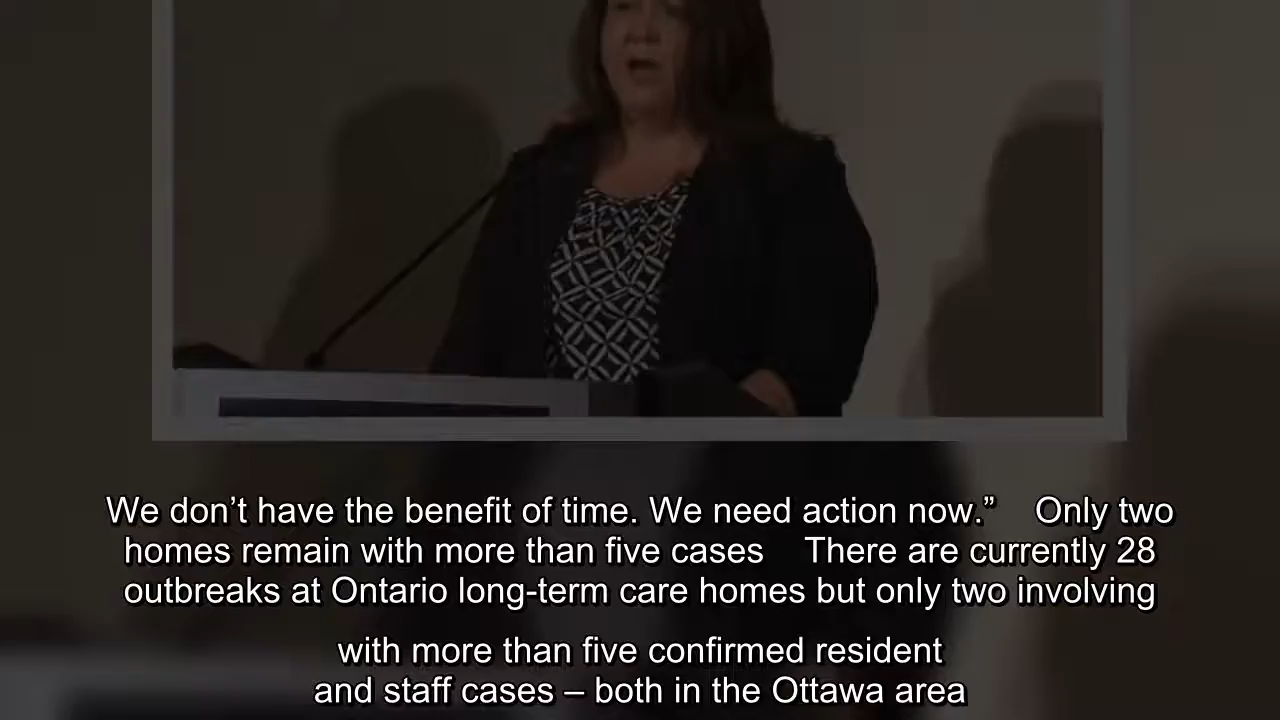 We don’t have the benefit of time. We need action now.” Only two
homes remain with more than five cases There are currently 28
outbreaks at Ontario long-term care homes but only two involving
with more than five confirmed resident
and staff cases – both in the Ottawa area